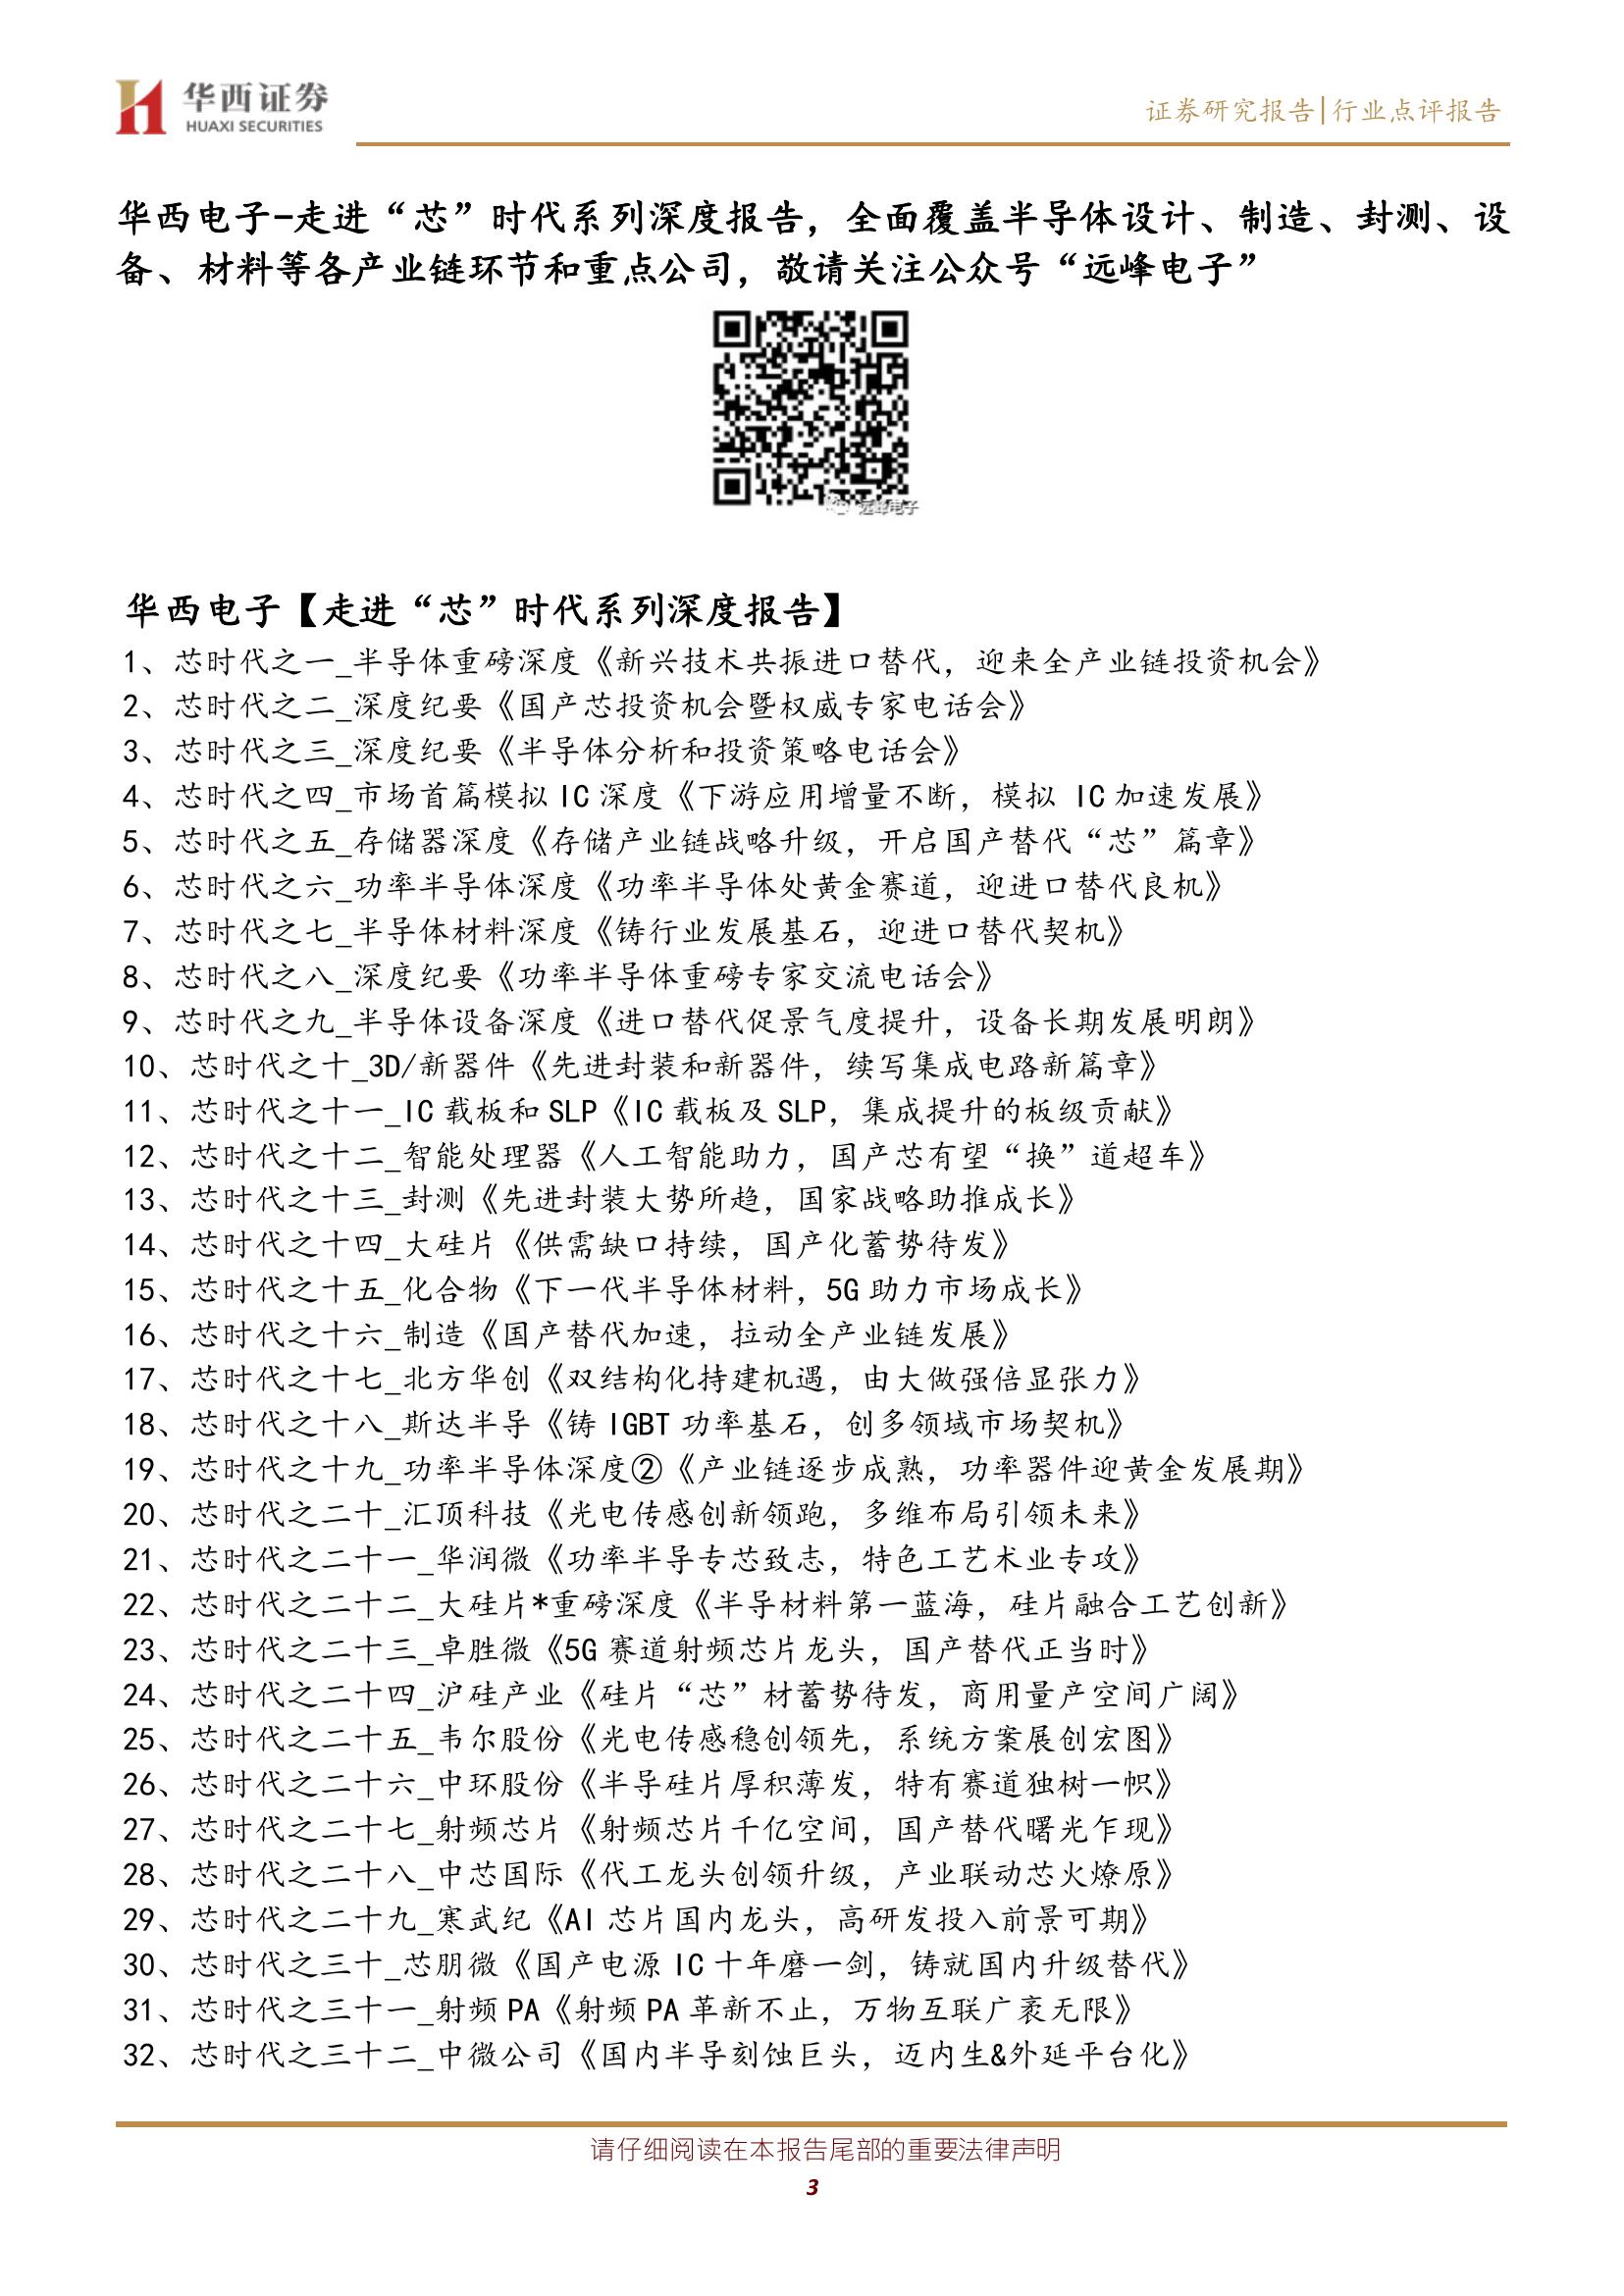 华西证券
HUAXI SECURITIES
证券研究报告|行业点评报告
华西电子-走进“芯”时代系列深度报告，全面覆盖半导体设计、制造、封测、设
备、材料等各产业链环节和重点公司，敬请关注公众号“远峰电子”
远峰电子
华西电子【走进“芯”时代系列深度报告】
1、芯时代之一_半导体重磅深度《新兴技术共振进口替代，迎来全产业链投资机会》
2、芯时代之二_深度纪要《国产芯投资机会暨权威专家电话会》
3、芯时代之三_深度纪要《半导体分析和投资策略电话会》
4、芯时代之四_市场首篇模拟 IC 深度《下游应用增量不断，模拟 IC 加速发展》
5、芯时代之五_存储器深度《存储产业链战略升级，开启国产替代“芯”篇章》
6、芯时代之六_功率半导体深度《功率半导体处黄金赛道，迎进口替代良机》
7、芯时代之七_半导体材料深度《铸行业发展基石，迎进口替代契机》
8、芯时代之八_深度纪要《功率半导体重磅专家交流电话会》
9、芯时代之九_半导体设备深度《进口替代促景气度提升，设备长期发展明朗》
10、芯时代之十_3D/新器件《先进封装和新器件，续写集成电路新篇章》
11、芯时代之十一_IC 载板和 SLP《IC 载板及 SLP，集成提升的板级贡献》
12、芯时代之十二_智能处理器《人工智能助力，国产芯有望“换”道超车》
13、芯时代之十三_封测《先进封装大势所趋，国家战略助推成长》
14、芯时代之十四_大硅片《供需缺口持续，国产化蓄势待发》
15、芯时代之十五_化合物《下一代半导体材料，5G 助力市场成长》
16、芯时代之十六_制造《国产替代加速，拉动全产业链发展》
17、芯时代之十七_北方华创《双结构化持建机遇，由大做强倍显张力》
18、芯时代之十八_斯达半导《铸 IGBT 功率基石，创多领域市场契机》
19、芯时代之十九_功率半导体深度②《产业链逐步成熟，功率器件迎黄金发展期》
20、芯时代之二十_汇顶科技《光电传感创新领跑，多维布局引领未来》
21、芯时代之二十一_华润微《功率半导专芯致志，特色工艺术业专攻》
22、芯时代之二十二_大硅片*重磅深度《半导材料第一蓝海，硅片融合工艺创新》
23、芯时代之二十三_卓胜微《5G 赛道射频芯片龙头，国产替代正当时》
24、芯时代之二十四_沪硅产业《硅片“芯”材蓄势待发，商用量产空间广阔》
25、芯时代之二十五_韦尔股份《光电传感稳创领先，系统方案展创宏图》
26、芯时代之二十六_中环股份《半导硅片厚积薄发，特有赛道独树一帜》
27、芯时代之二十七_射频芯片《射频芯片千亿空间，国产替代曙光乍现》
28、芯时代之二十八_中芯国际《代工龙头创领升级，产业联动芯火燎原》
29、芯时代之二十九_寒武纪《AI 芯片国内龙头，高研发投入前景可期》
30、芯时代之三十_芯朋微《国产电源 IC 十年磨一剑，铸就国内升级替代》
31、芯时代之三十一_射频 PA《射频 PA 革新不止，万物互联广袤无限》
32、芯时代之三十二_中微公司《国内半导刻蚀巨头，迈内生&外延平台化》
请仔细阅读在本报告尾部的重要法律声明
3